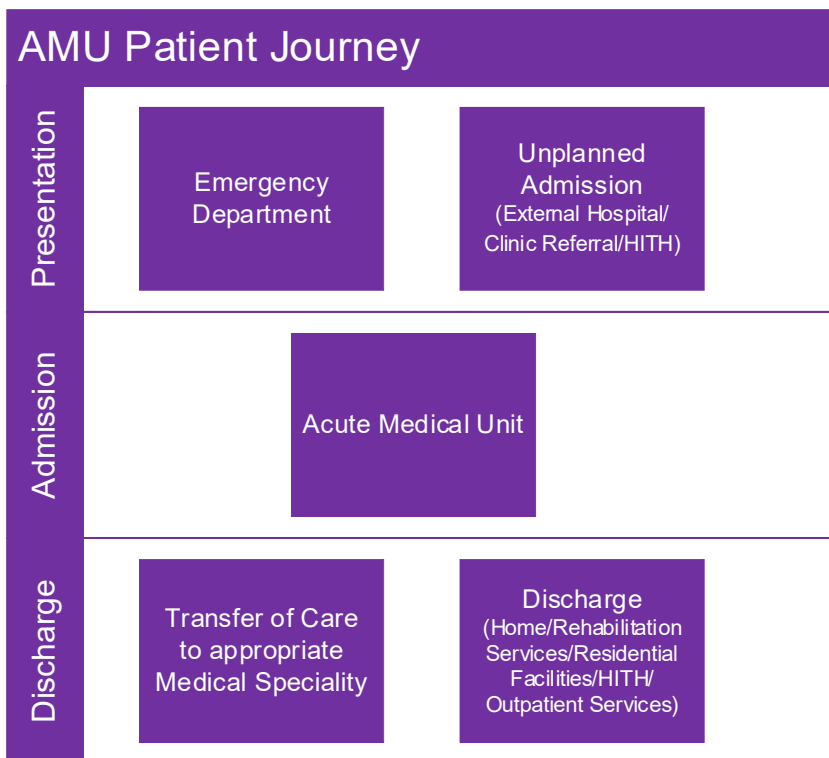 AMU Patient Journey
Presentation
Emergency
Department
Unplanned
Admission
(External Hospital/
Clinic Referral/HITH)
Admission
Acute Medical Unit
Discharge
Transfer of Care
to appropriate
Medical Speciality
Discharge
(Home/Rehabilitation
Services/Residential
Facilities/HITH/
Outpatient Services)